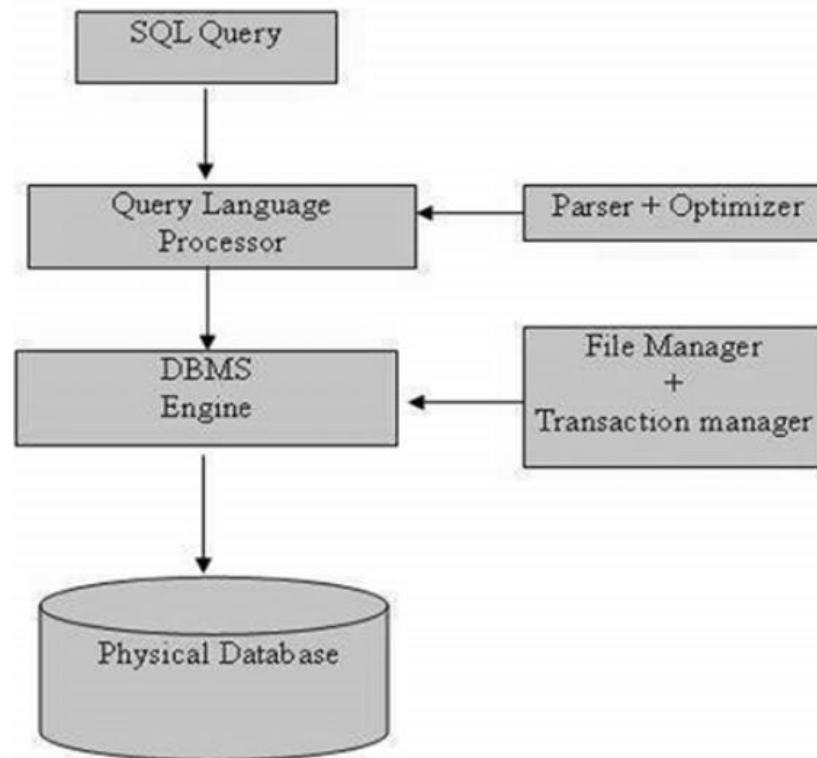 SQL Query
Query Language
Processor
Parser + Optimizer
DBMS
Engine
File Manager
+
Transaction manager
Physical Database